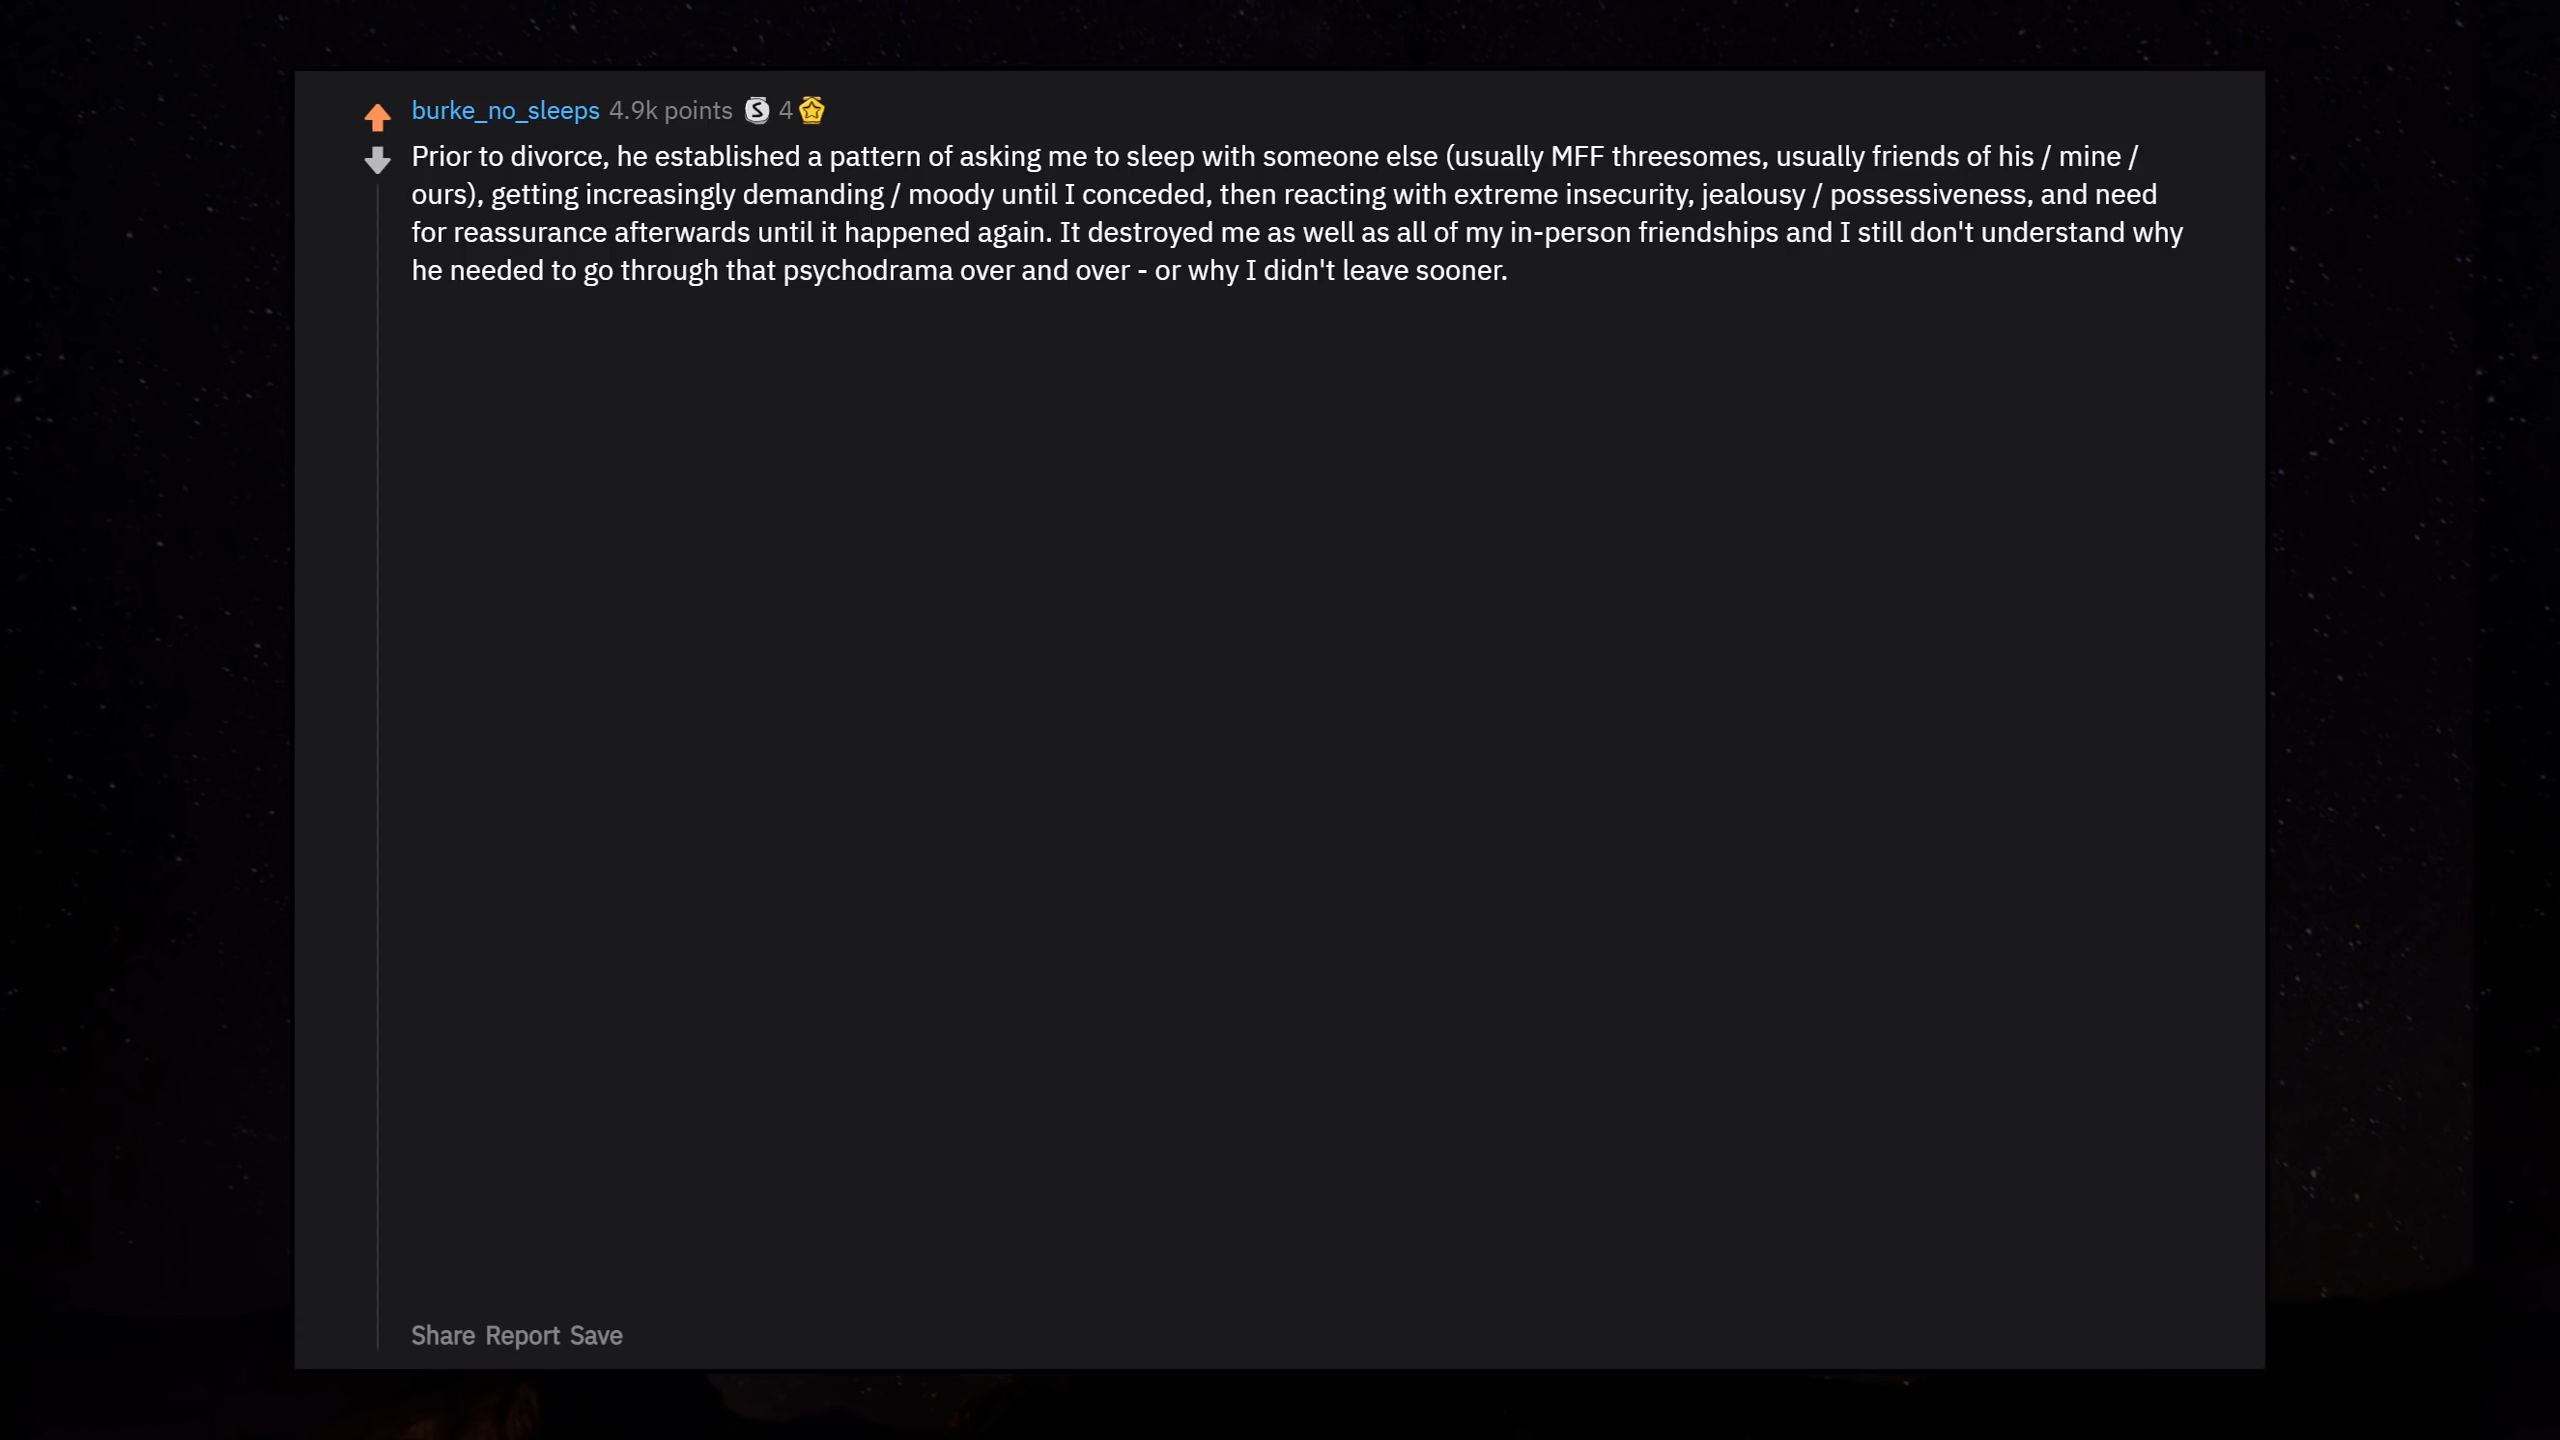 burke_no_sleeps 4.9k points S 4
Prior to divorce, he established a pattern of asking me to sleep with someone else (usually MFF threesomes, usually friends of his / mine /
ours), getting increasingly demanding / moody until I conceded, then reacting with extreme insecurity, jealousy / possessiveness, and need
for reassurance afterwards until it happened again. It destroyed me as well as all of my in-person friendships and I still don't understand why
he needed to go through that psychodrama over and over - or why I didn't leave sooner.
Share Report Save